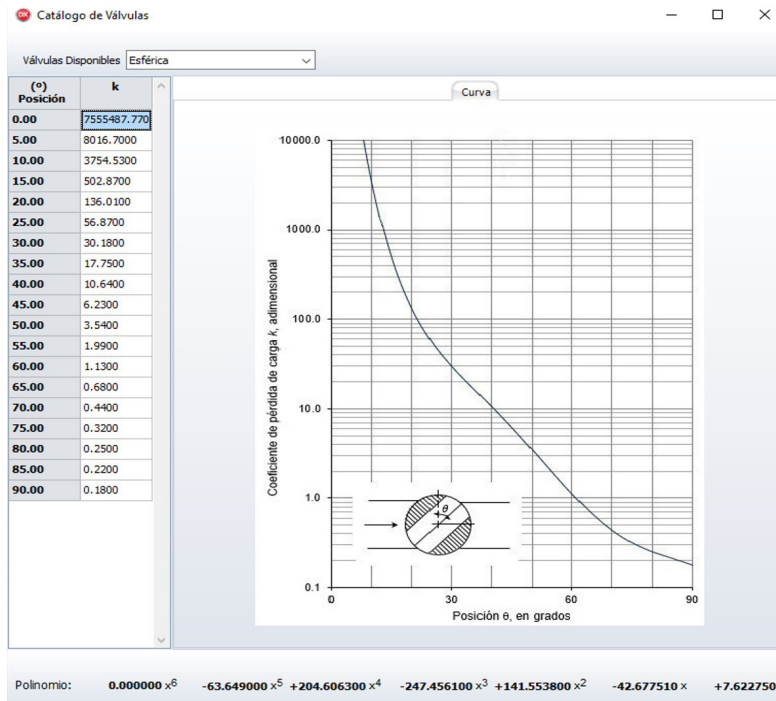 DX Catálogo de Válvulas
Válvulas Disponibles Esférica
(º) Posición k
0.00 7555487.770
5.00 8016.7000
10.00 3754.5300
15.00 502.8700
20.00 136.0100
25.00 56.8700
30.00 30.1800
35.00 17.7500
40.00 10.6400
45.00 6.2300
50.00 3.5400
55.00 1.9900
60.00 1.1300
65.00 0.6800
70.00 0.4400
75.00 0.3200
80.00 0.2500
85.00 0.2200
90.00 0.1800
Curva
Coeficiente de pérdida de carga k, adimensional
10000.0
1000.0
100.0
10.0
1.0
0.1
θ
0 30 60 90
Posición θ, en grados
Polinomio: 0.000000 x⁶ -63.649000 x⁵ +204.606300 x⁴ -247.456100 x³ +141.553800 x² -42.677510 x +7.622750